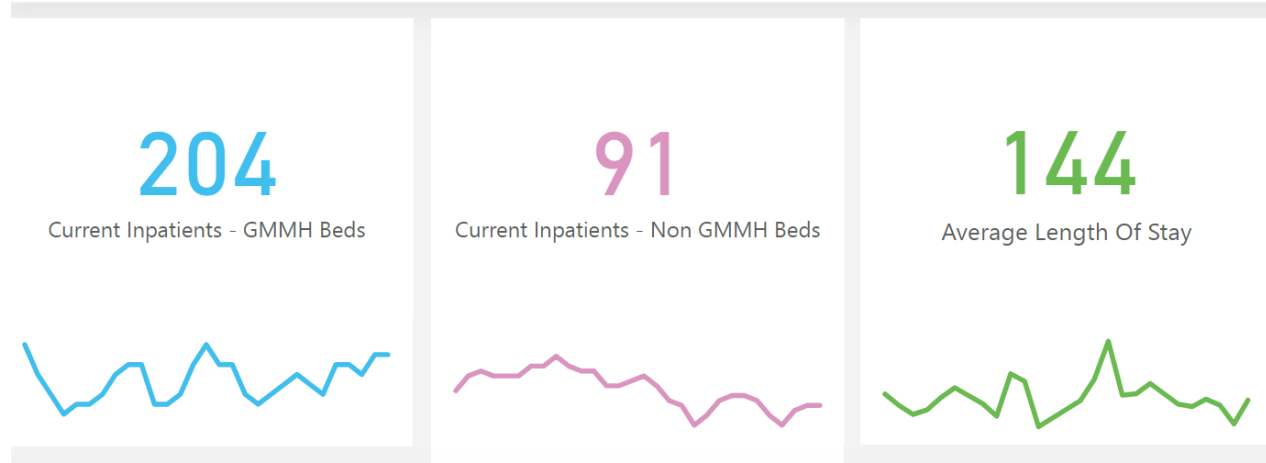 204
Current Inpatients - GMMH Beds
91
Current Inpatients - Non GMMH Beds
144
Average Length Of Stay